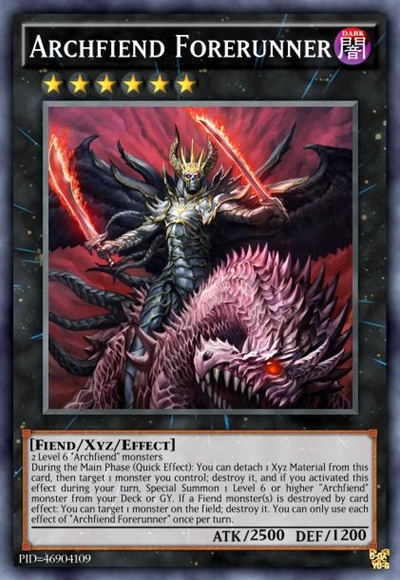 ARCHFIEND FORERUNNER
DARK
闇
[FIEND/XYZ/EFFECT]
2 Level 6 "Archfiend" monsters
During the Main Phase (Quick Effect): You can detach 1 Xyz Material from this
card, then target 1 monster you control; destroy it, and if you activated this
effect during your turn, Special Summon 1 Level 6 or higher "Archfiend"
monster from your Deck or GY. If a Fiend monster(s) is destroyed by card
effect: You can target 1 monster on the field; destroy it. You can only use each
effect of "Archfiend Forerunner" once per turn.
ATK/2500 DEF/1200
PID=46904109